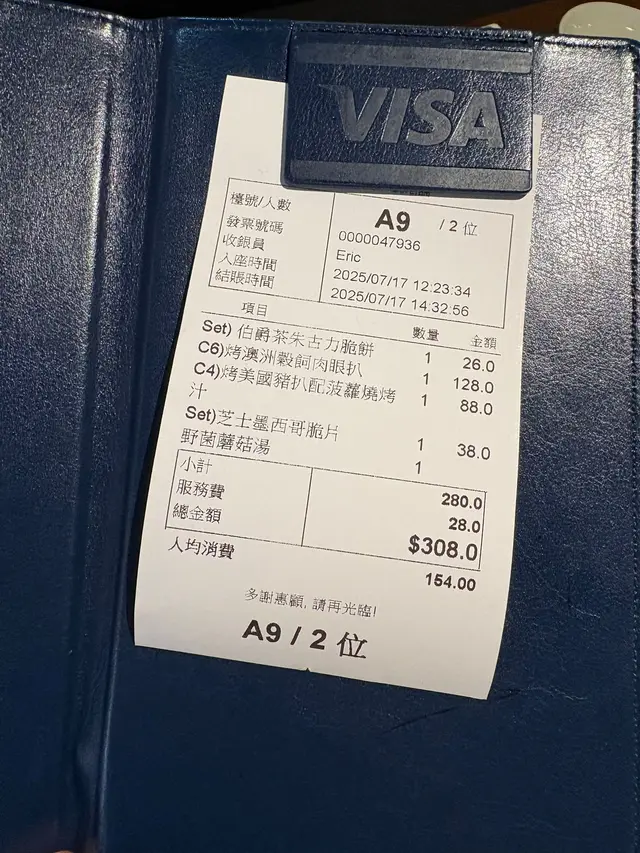 VISA
檯號/人數 A9 / 2 位
發票號碼 0000047936
收銀員 Eric
入座時間 2025/07/17 12:23:34
結賬時間 2025/07/17 14:32:56
項目 數量 金額
Set) 伯爵茶朱古力脆餅 1 26.0
C6)烤澳洲穀飼肉眼扒 1 128.0
C4)烤美國豬扒配菠蘿燒烤 1 88.0
汁
Set)芝士墨西哥脆片 1 38.0
野菌蘑菇湯 1
小計 280.0
服務費 28.0
總金額 $308.0
人均消費 154.00
多謝惠顧, 請再光臨!
A9 / 2 位